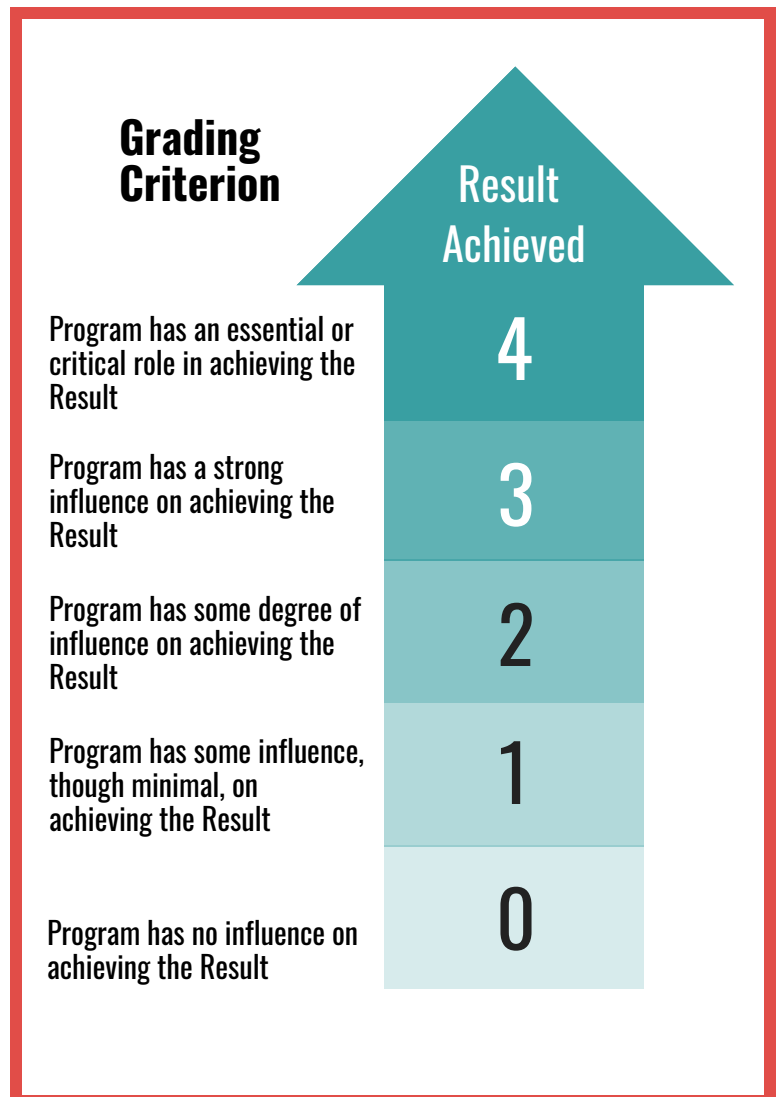 Grading
Criterion
Result
Achieved
Program has an essential or
critical role in achieving the
Result
4
Program has a strong
influence on achieving the
Result
3
Program has some degree of
influence on achieving the
Result
2
Program has some influence,
though minimal, on
achieving the Result
1
Program has no influence on
achieving the Result
0